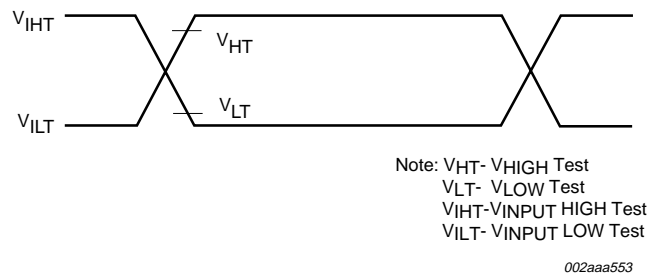 VIHT
VHT
VLT
VILT
Note: VHT- VHIGH Test
VLT- VLOW Test
VIHT-VINPUT HIGH Test
VILT- VINPUT LOW Test
002aaa553